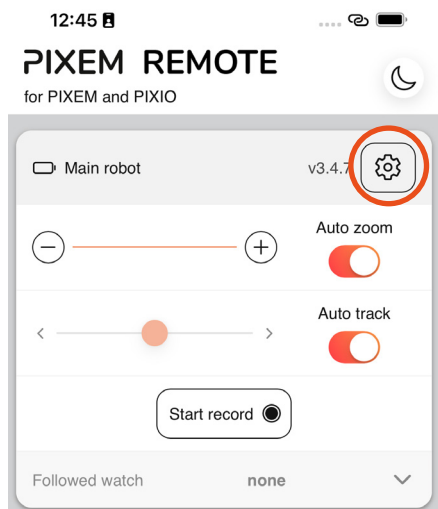 12:45
PIXEM REMOTE
for PIXEM and PIXIO
Main robot v3.4.7
Auto zoom
Auto track
Start record
Followed watch none